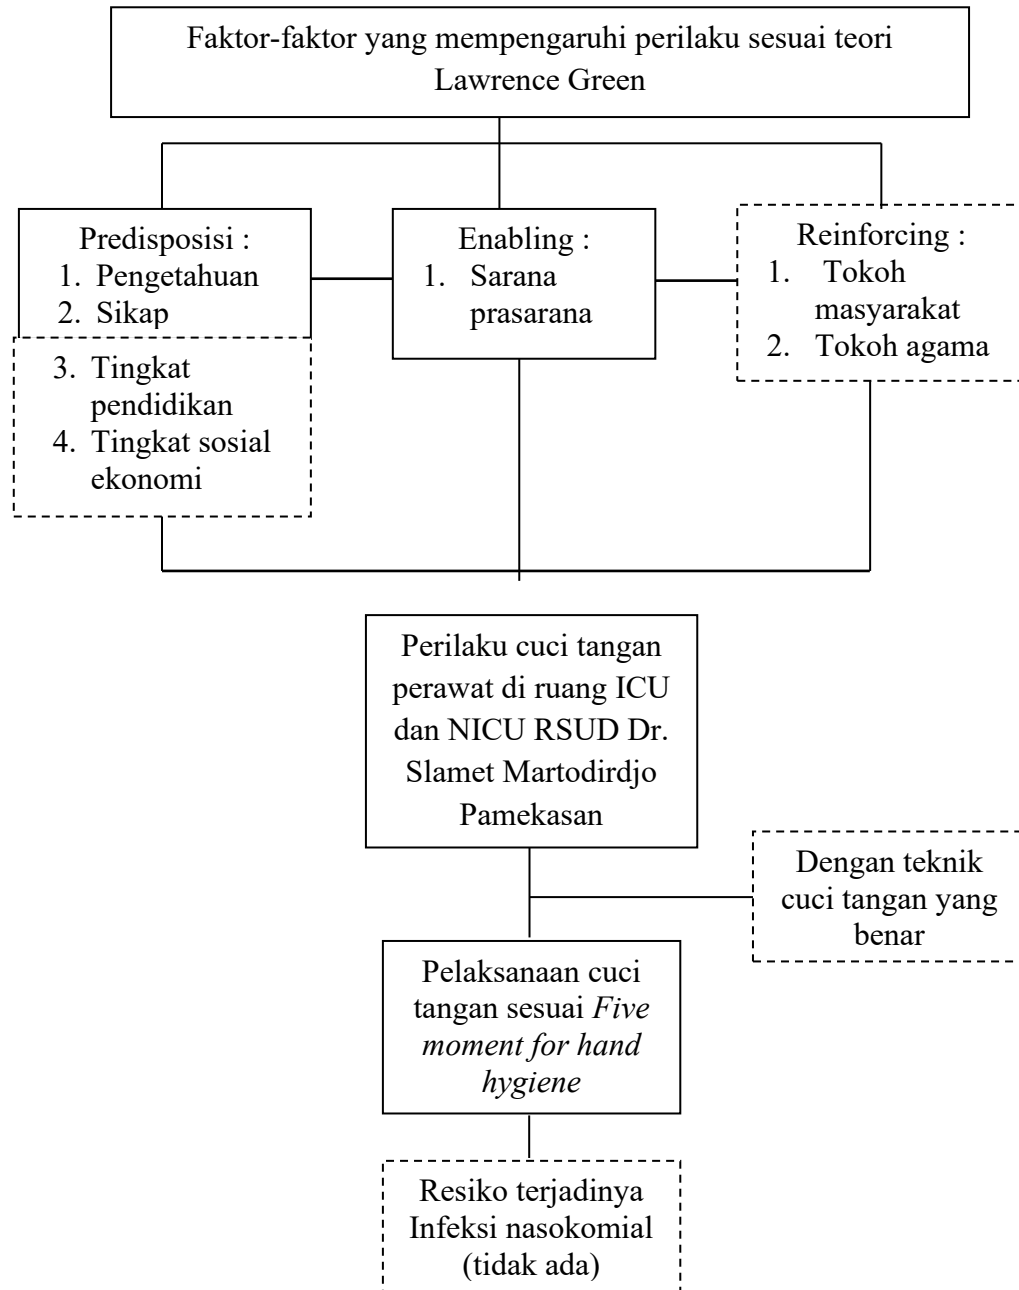 Faktor-faktor yang mempengaruhi perilaku sesuai teori
Lawrence Green
Predisposisi :
1. Pengetahuan
2. Sikap
3. Tingkat
pendidikan
4. Tingkat sosial
ekonomi
Enabling :
1. Sarana
prasarana
Reinforcing :
1. Tokoh
masyarakat
2. Tokoh agama
Perilaku cuci tangan
perawat di ruang ICU
dan NICU RSUD Dr.
Slamet Martodirdjo
Pamekasan
Dengan teknik
cuci tangan yang
benar
Pelaksanaan cuci
tangan sesuai Five
moment for hand
hygiene
Resiko terjadinya
Infeksi nasokomial
(tidak ada)